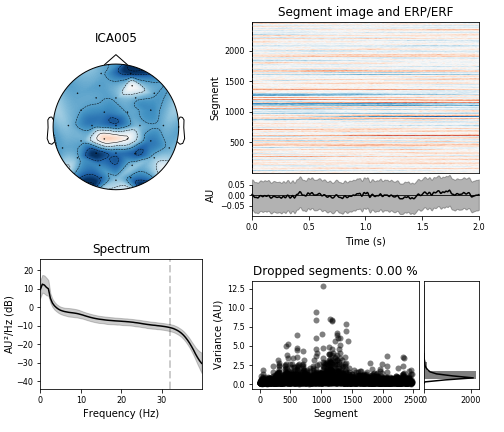 ICA005
Segment image and ERP/ERF
Segment
2000
1500
1000
500
AU
0.05
0.00
−0.05
0.0 0.5 1.0 1.5 2.0
Time (s)
Spectrum
AU²/Hz (dB)
20
10
0
−10
−20
−30
−40
0 10 20 30
Frequency (Hz)
Dropped segments: 0.00 %
Variance (AU)
12.5
10.0
7.5
5.0
2.5
0.0
0 500 1000 1500 2000 2500
Segment
0 2000